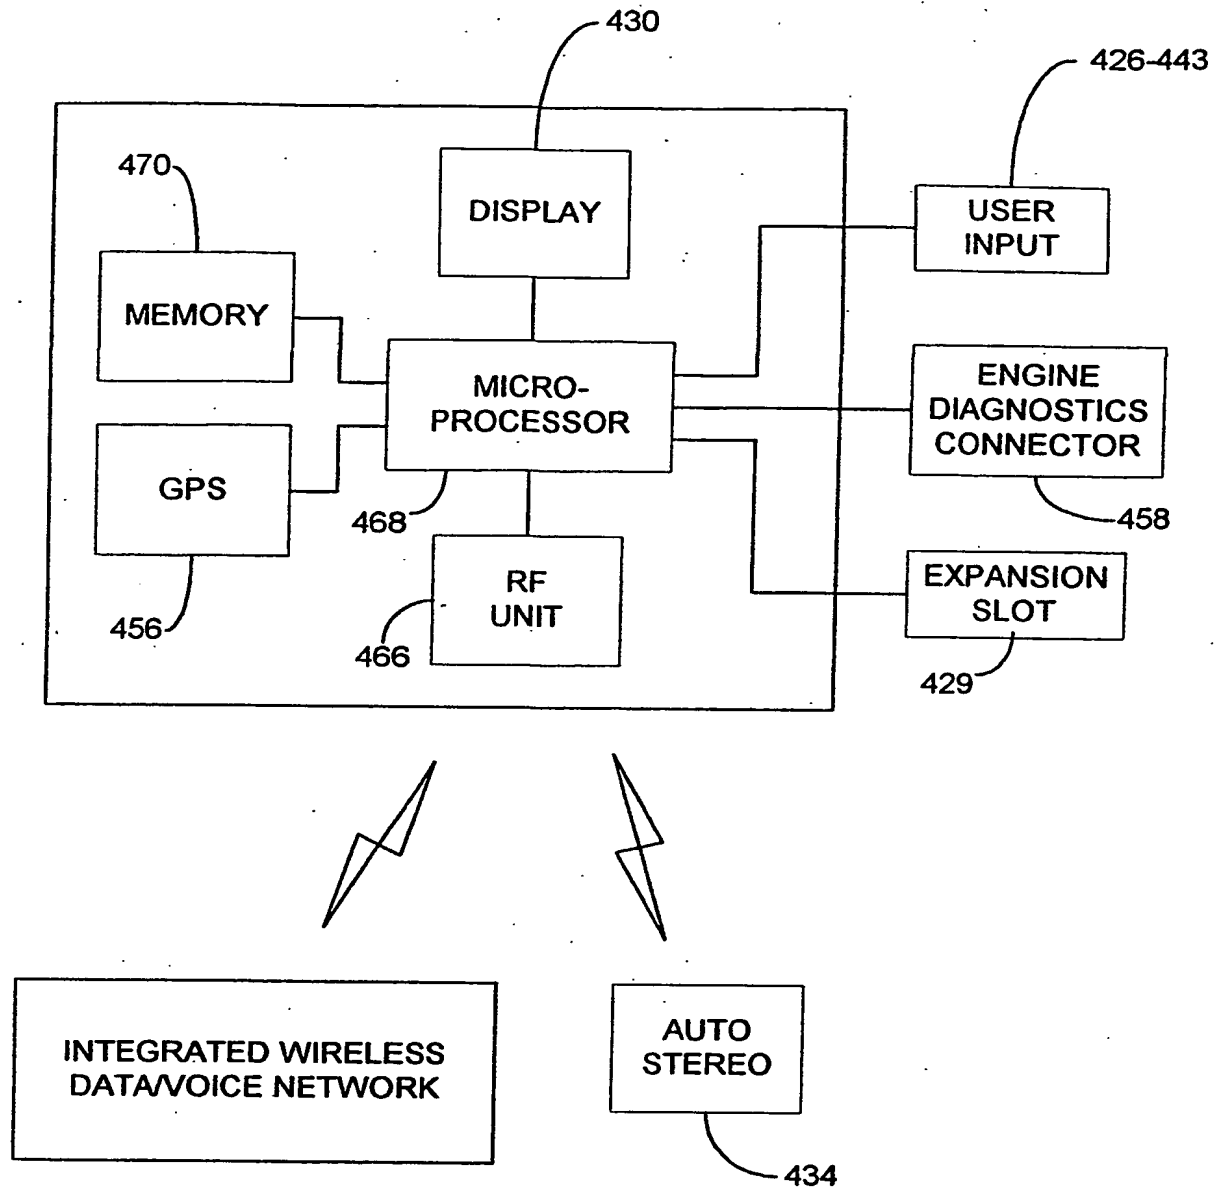 430
426-443
470
DISPLAY
USER
INPUT
MEMORY
MICRO-
PROCESSOR
ENGINE
DIAGNOSTICS
CONNECTOR
GPS
468
458
456
RF
UNIT
466
EXPANSION
SLOT
429
INTEGRATED WIRELESS
DATA/VOICE NETWORK
AUTO
STEREO
434